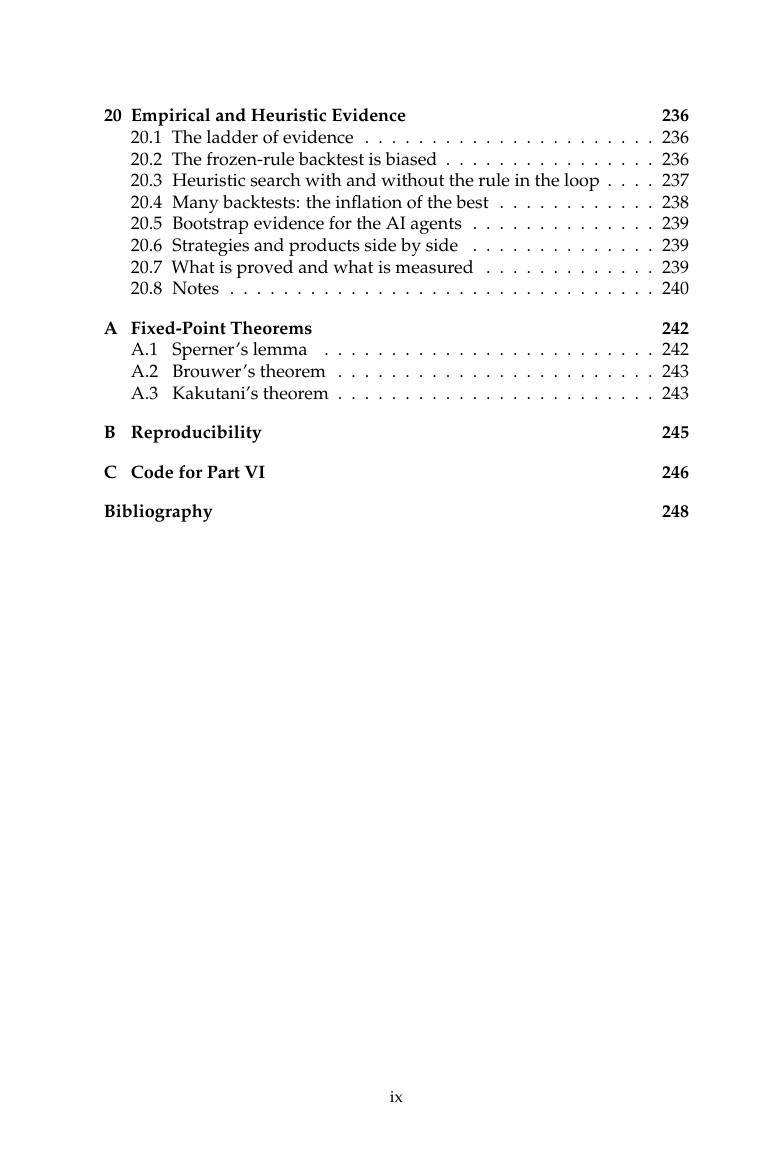 20 Empirical and Heuristic Evidence 236
20.1 The ladder of evidence . . . . . . . . . . . . . . . . . . . . . . 236
20.2 The frozen-rule backtest is biased . . . . . . . . . . . . . . . . 236
20.3 Heuristic search with and without the rule in the loop . . . . 237
20.4 Many backtests: the inflation of the best . . . . . . . . . . . . 238
20.5 Bootstrap evidence for the AI agents . . . . . . . . . . . . . . 239
20.6 Strategies and products side by side . . . . . . . . . . . . . . 239
20.7 What is proved and what is measured . . . . . . . . . . . . . 239
20.8 Notes . . . . . . . . . . . . . . . . . . . . . . . . . . . . . . . . 240
A Fixed-Point Theorems 242
A.1 Sperner’s lemma . . . . . . . . . . . . . . . . . . . . . . . . . 242
A.2 Brouwer’s theorem . . . . . . . . . . . . . . . . . . . . . . . . 243
A.3 Kakutani’s theorem . . . . . . . . . . . . . . . . . . . . . . . . 243
B Reproducibility 245
C Code for Part VI 246
Bibliography 248
ix